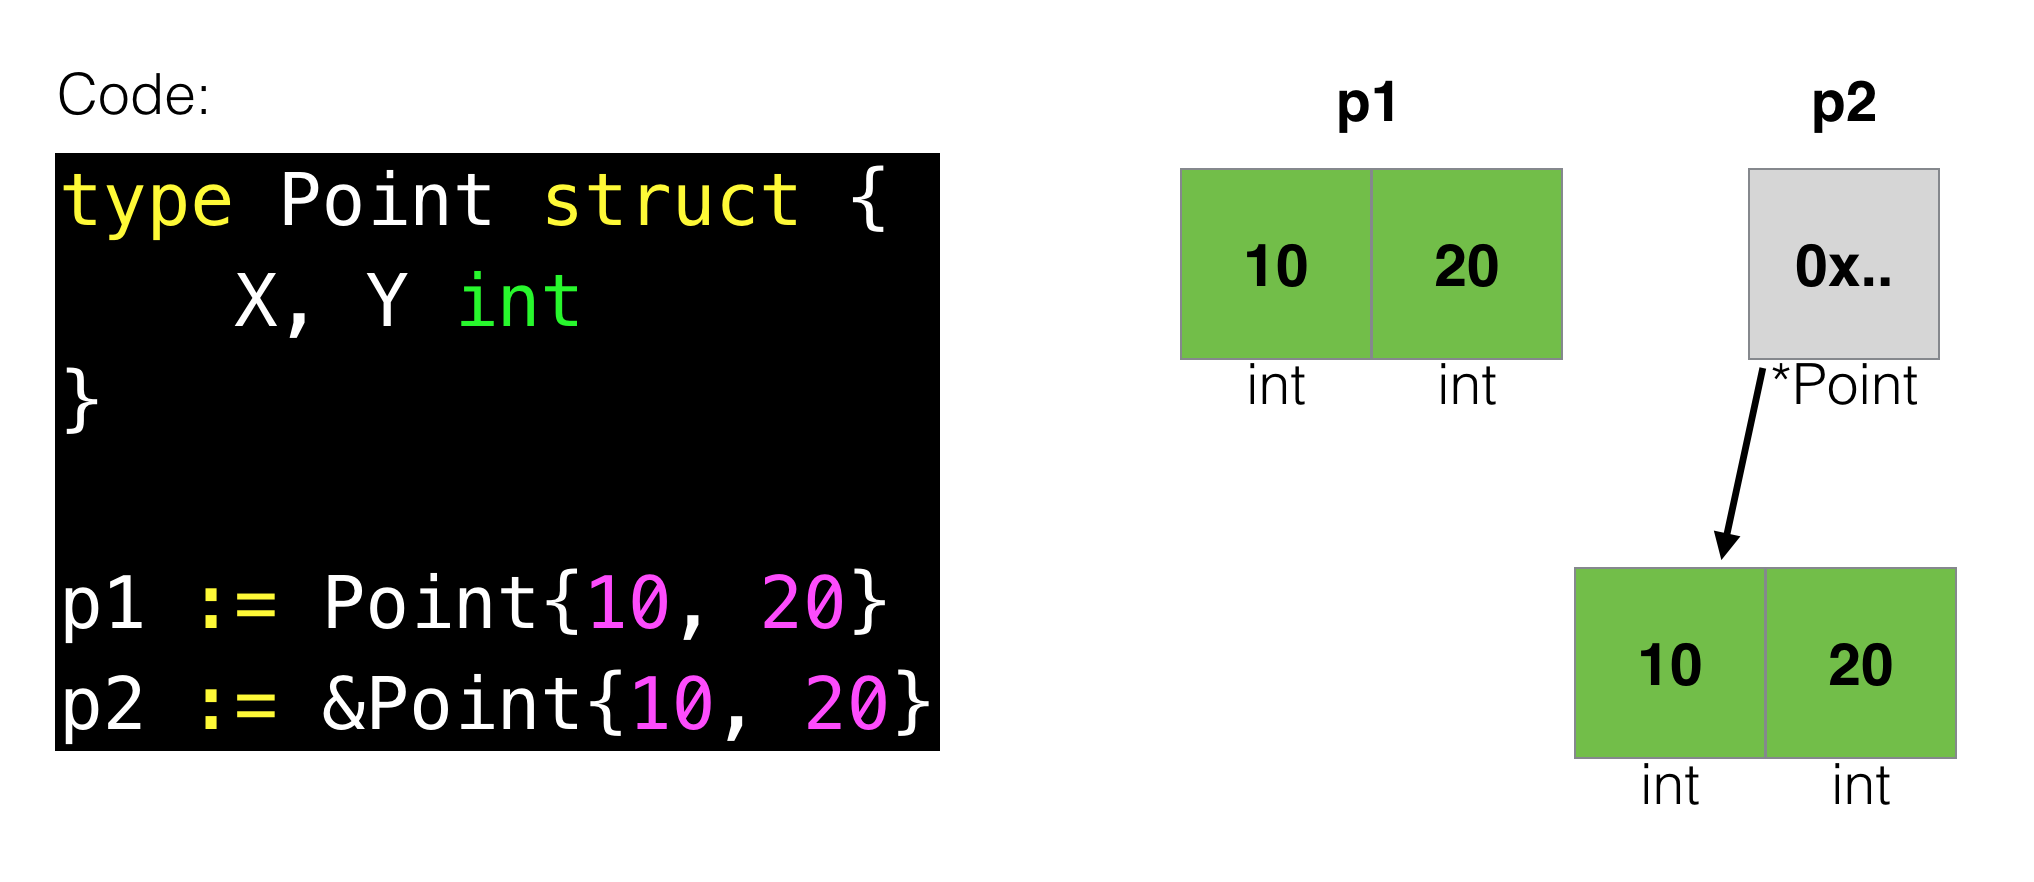 Code:
type Point struct {
    X, Y int
}
p1 := Point{10, 20}
p2 := &Point{10, 20}
p1
10 20
int int
p2
0x..
*Point
10 20
int int